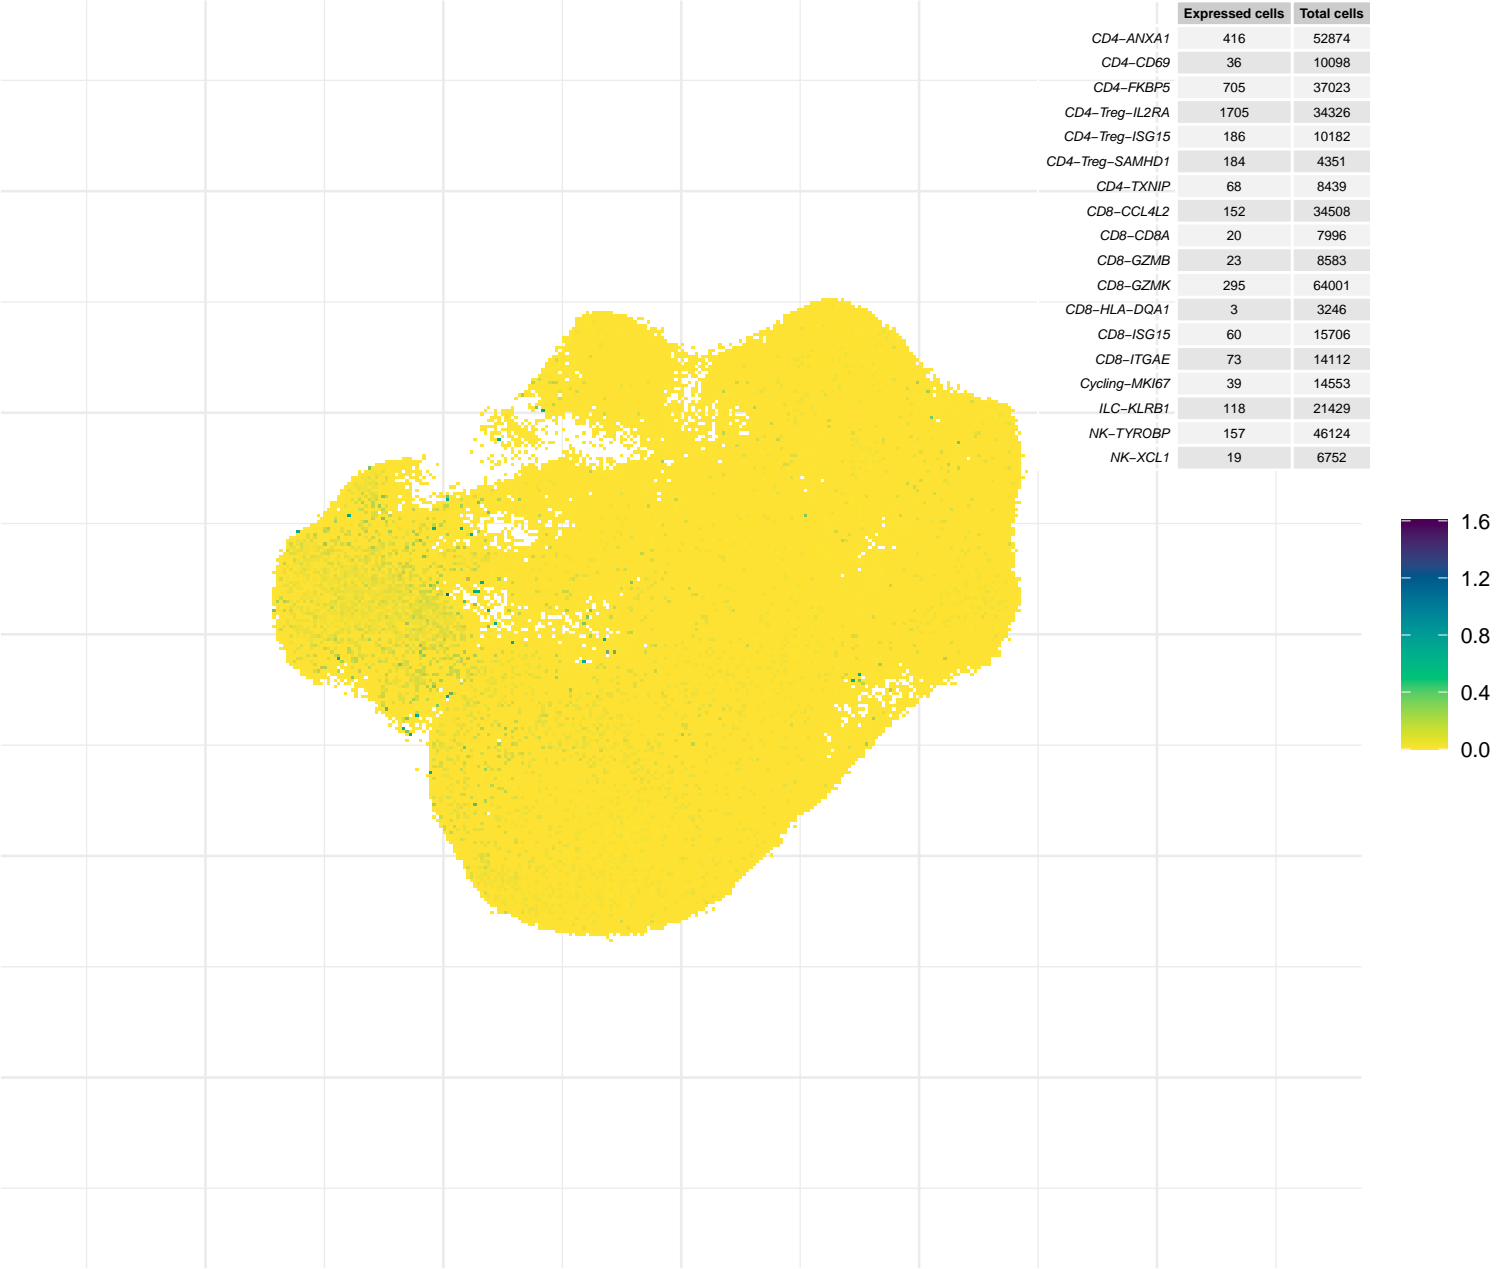 Expressed cells Total cells
CD4−ANXA1 416 52874
CD4−CD69 36 10098
CD4−FKBP5 705 37023
CD4−Treg−IL2RA 1705 34326
CD4−Treg−ISG15 186 10182
CD4−Treg−SAMHD1 184 4351
CD4−TXNIP 68 8439
CD8−CCL4L2 152 34508
CD8−CD8A 20 7996
CD8−GZMB 23 8583
CD8−GZMK 295 64001
CD8−HLA−DQA1 3 3246
CD8−ISG15 60 15706
CD8−ITGAE 73 14112
Cycling−MKI67 39 14553
ILC−KLRB1 118 21429
NK−TYROBP 157 46124
NK−XCL1 19 6752
1.6
1.2
0.8
0.4
0.0